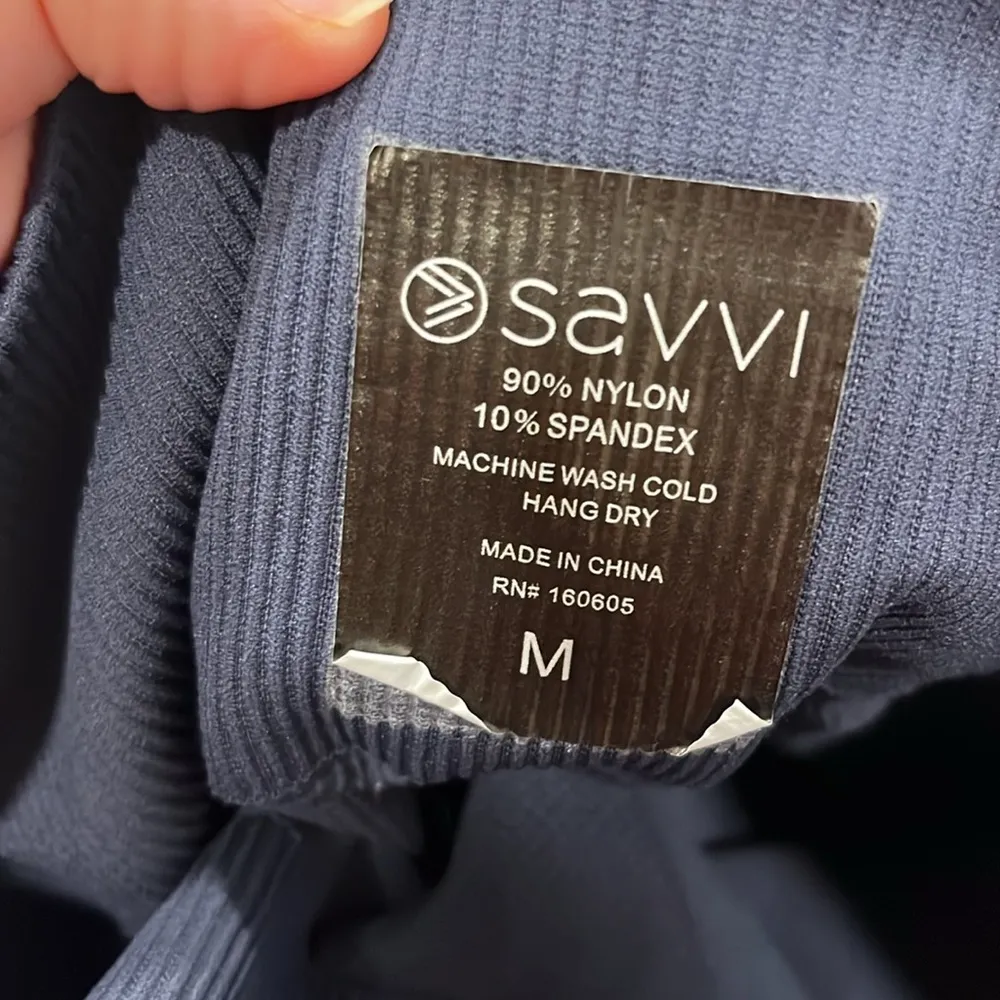 savvi
90% NYLON
10% SPANDEX
MACHINE WASH COLD
HANG DRY
MADE IN CHINA
RN# 160605
M